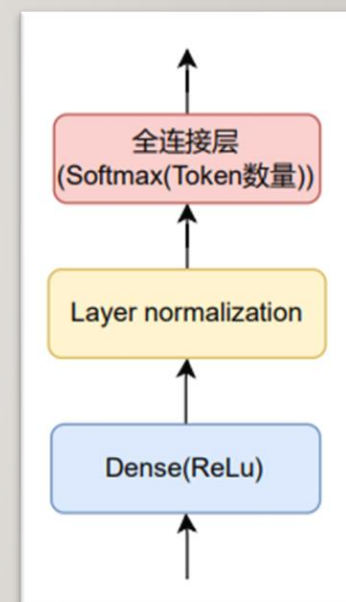 全连接层
(Softmax(Token数量))
Layer normalization
Dense(ReLu)